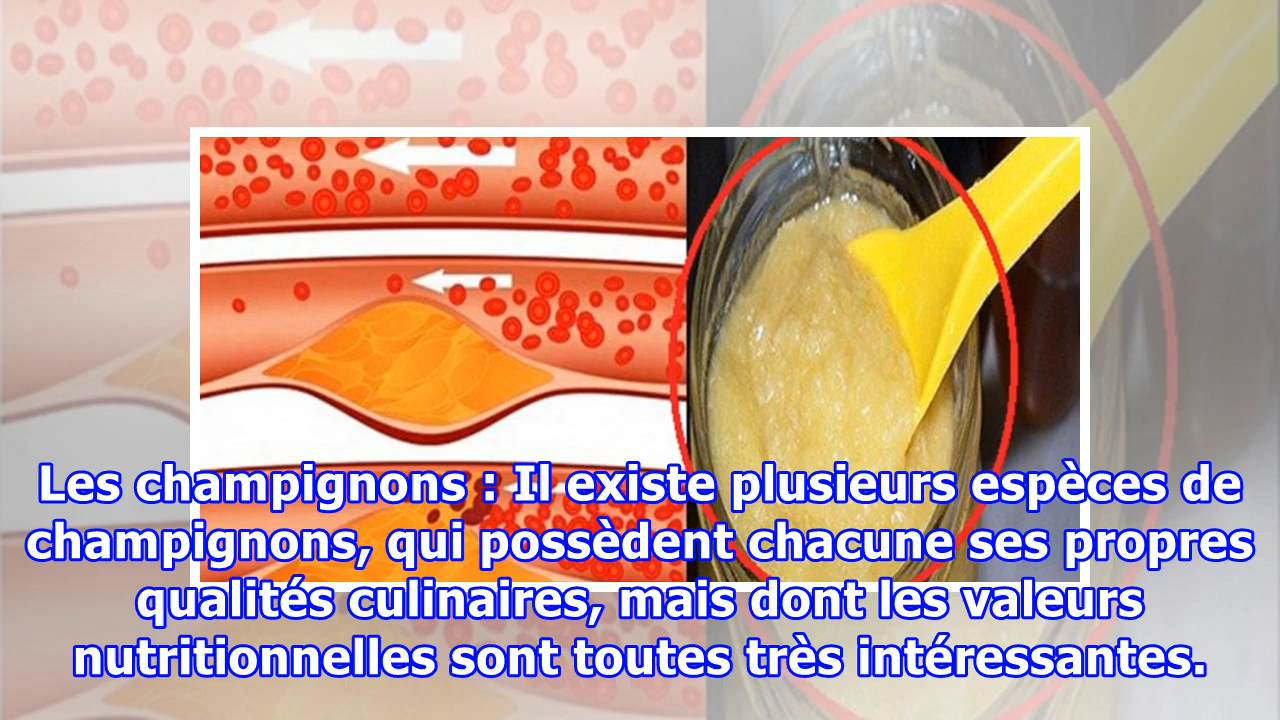 Les champignons : Il existe plusieurs espèces de
champignons, qui possèdent chacune ses propres
qualités culinaires, mais dont les valeurs
nutritionnelles sont toutes très intéressantes.